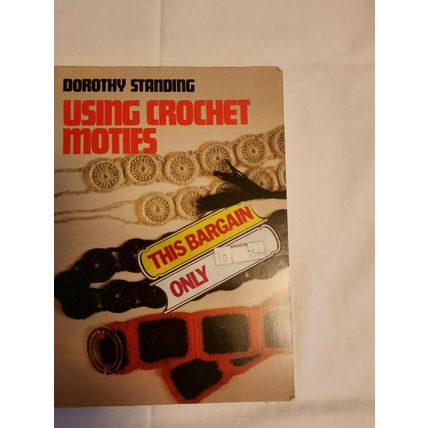 DOROTHY STANDING
USING CROCHET
MOTIFS
THIS BARGAIN
ONLY